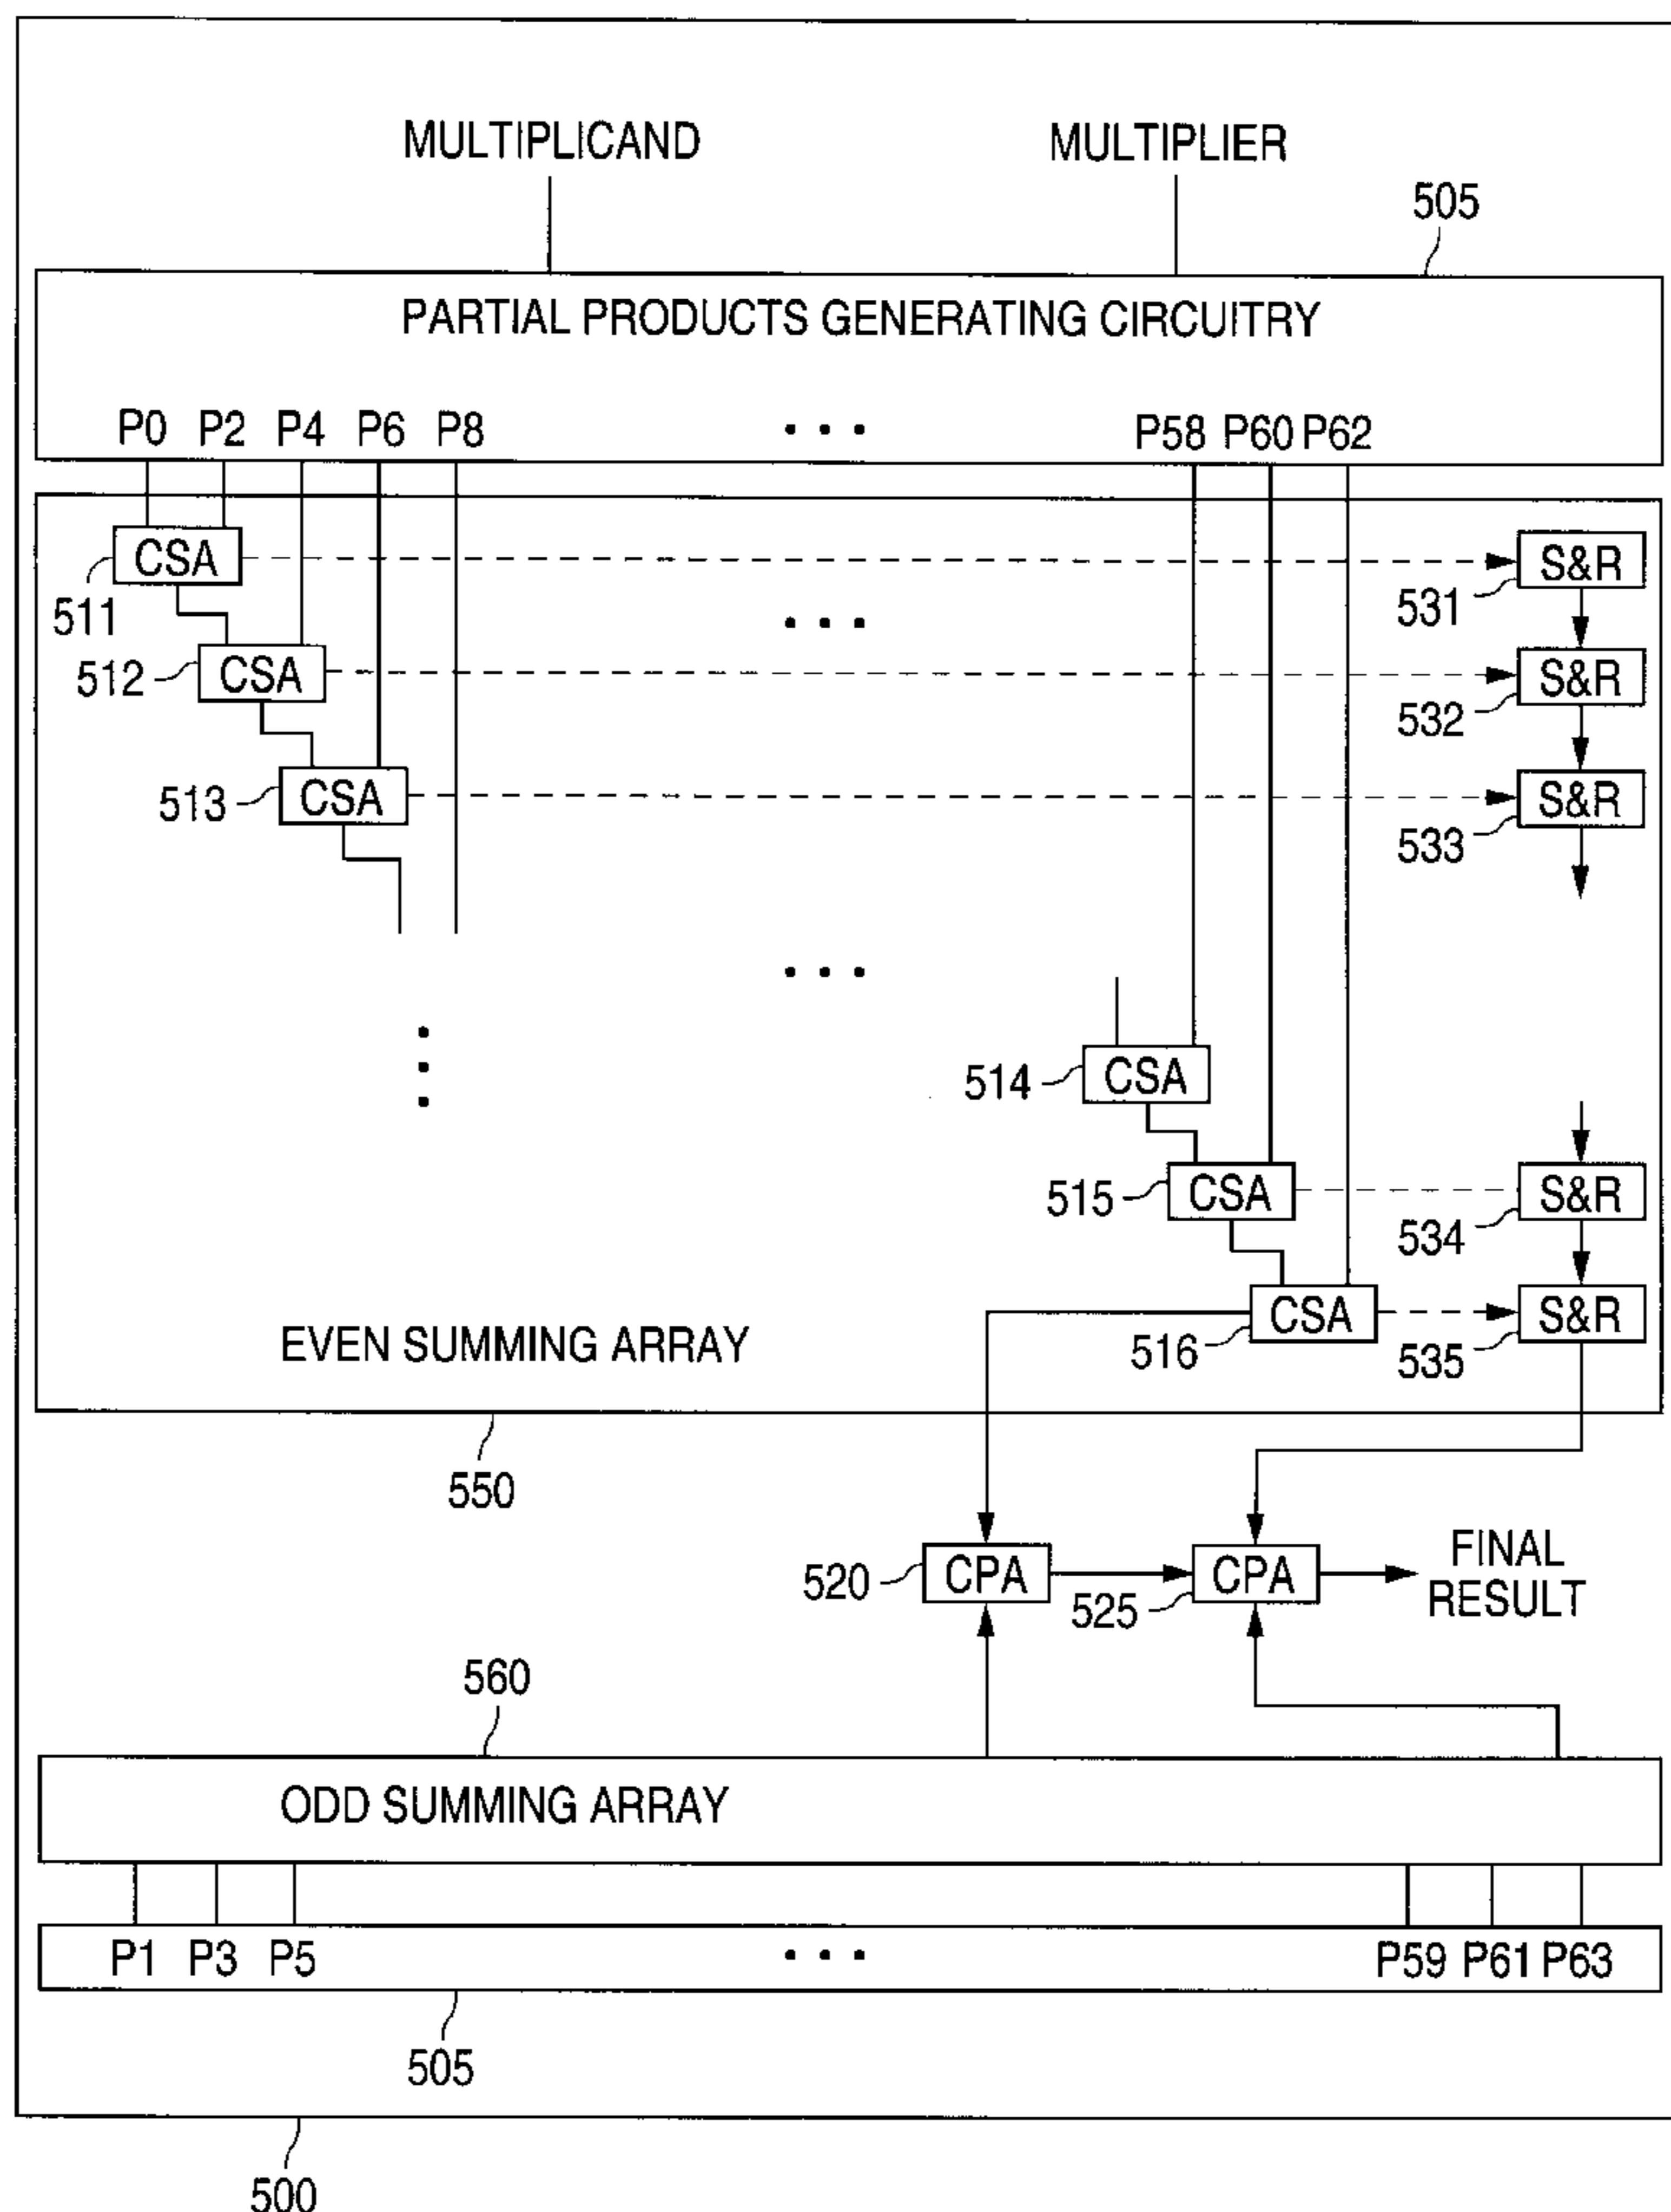 MULTIPLICAND MULTIPLIER
505
PARTIAL PRODUCTS GENERATING CIRCUITRY
P0 P2 P4 P6 P8 ... P58 P60 P62
CSA S&R
511 ... 531
CSA S&R
512 532
CSA S&R
513 533
...
514 CSA
515 CSA S&R
534
CSA S&R
EVEN SUMMING ARRAY 516 535
550
520 CPA 525 CPA FINAL
RESULT
560
ODD SUMMING ARRAY
P1 P3 P5 ... P59 P61 P63
505
500